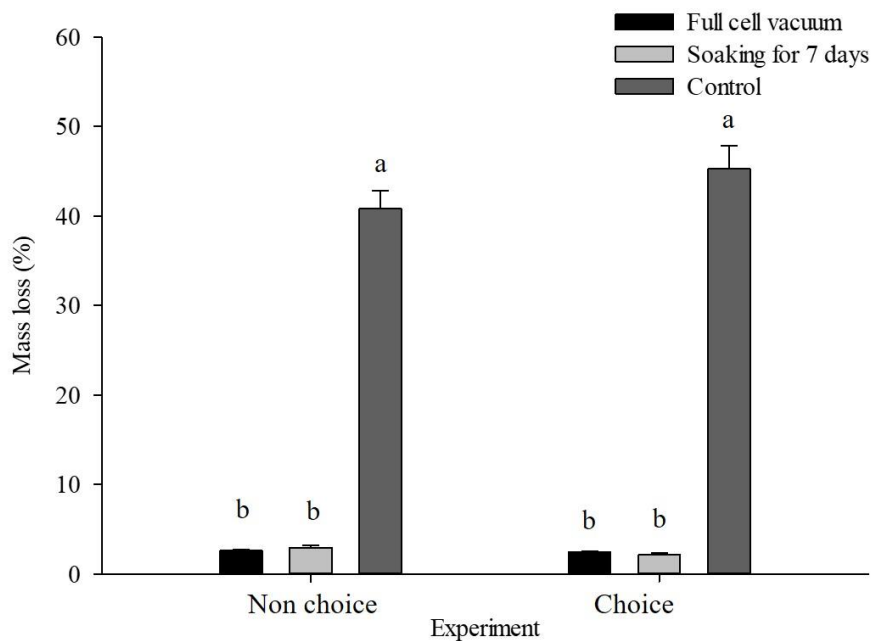 Full cell vacuum
Soaking for 7 days
Control
60
50
40
30
20
10
0
Mass loss (%)
a
a
b
b
b
b
Non choice
Choice
Experiment